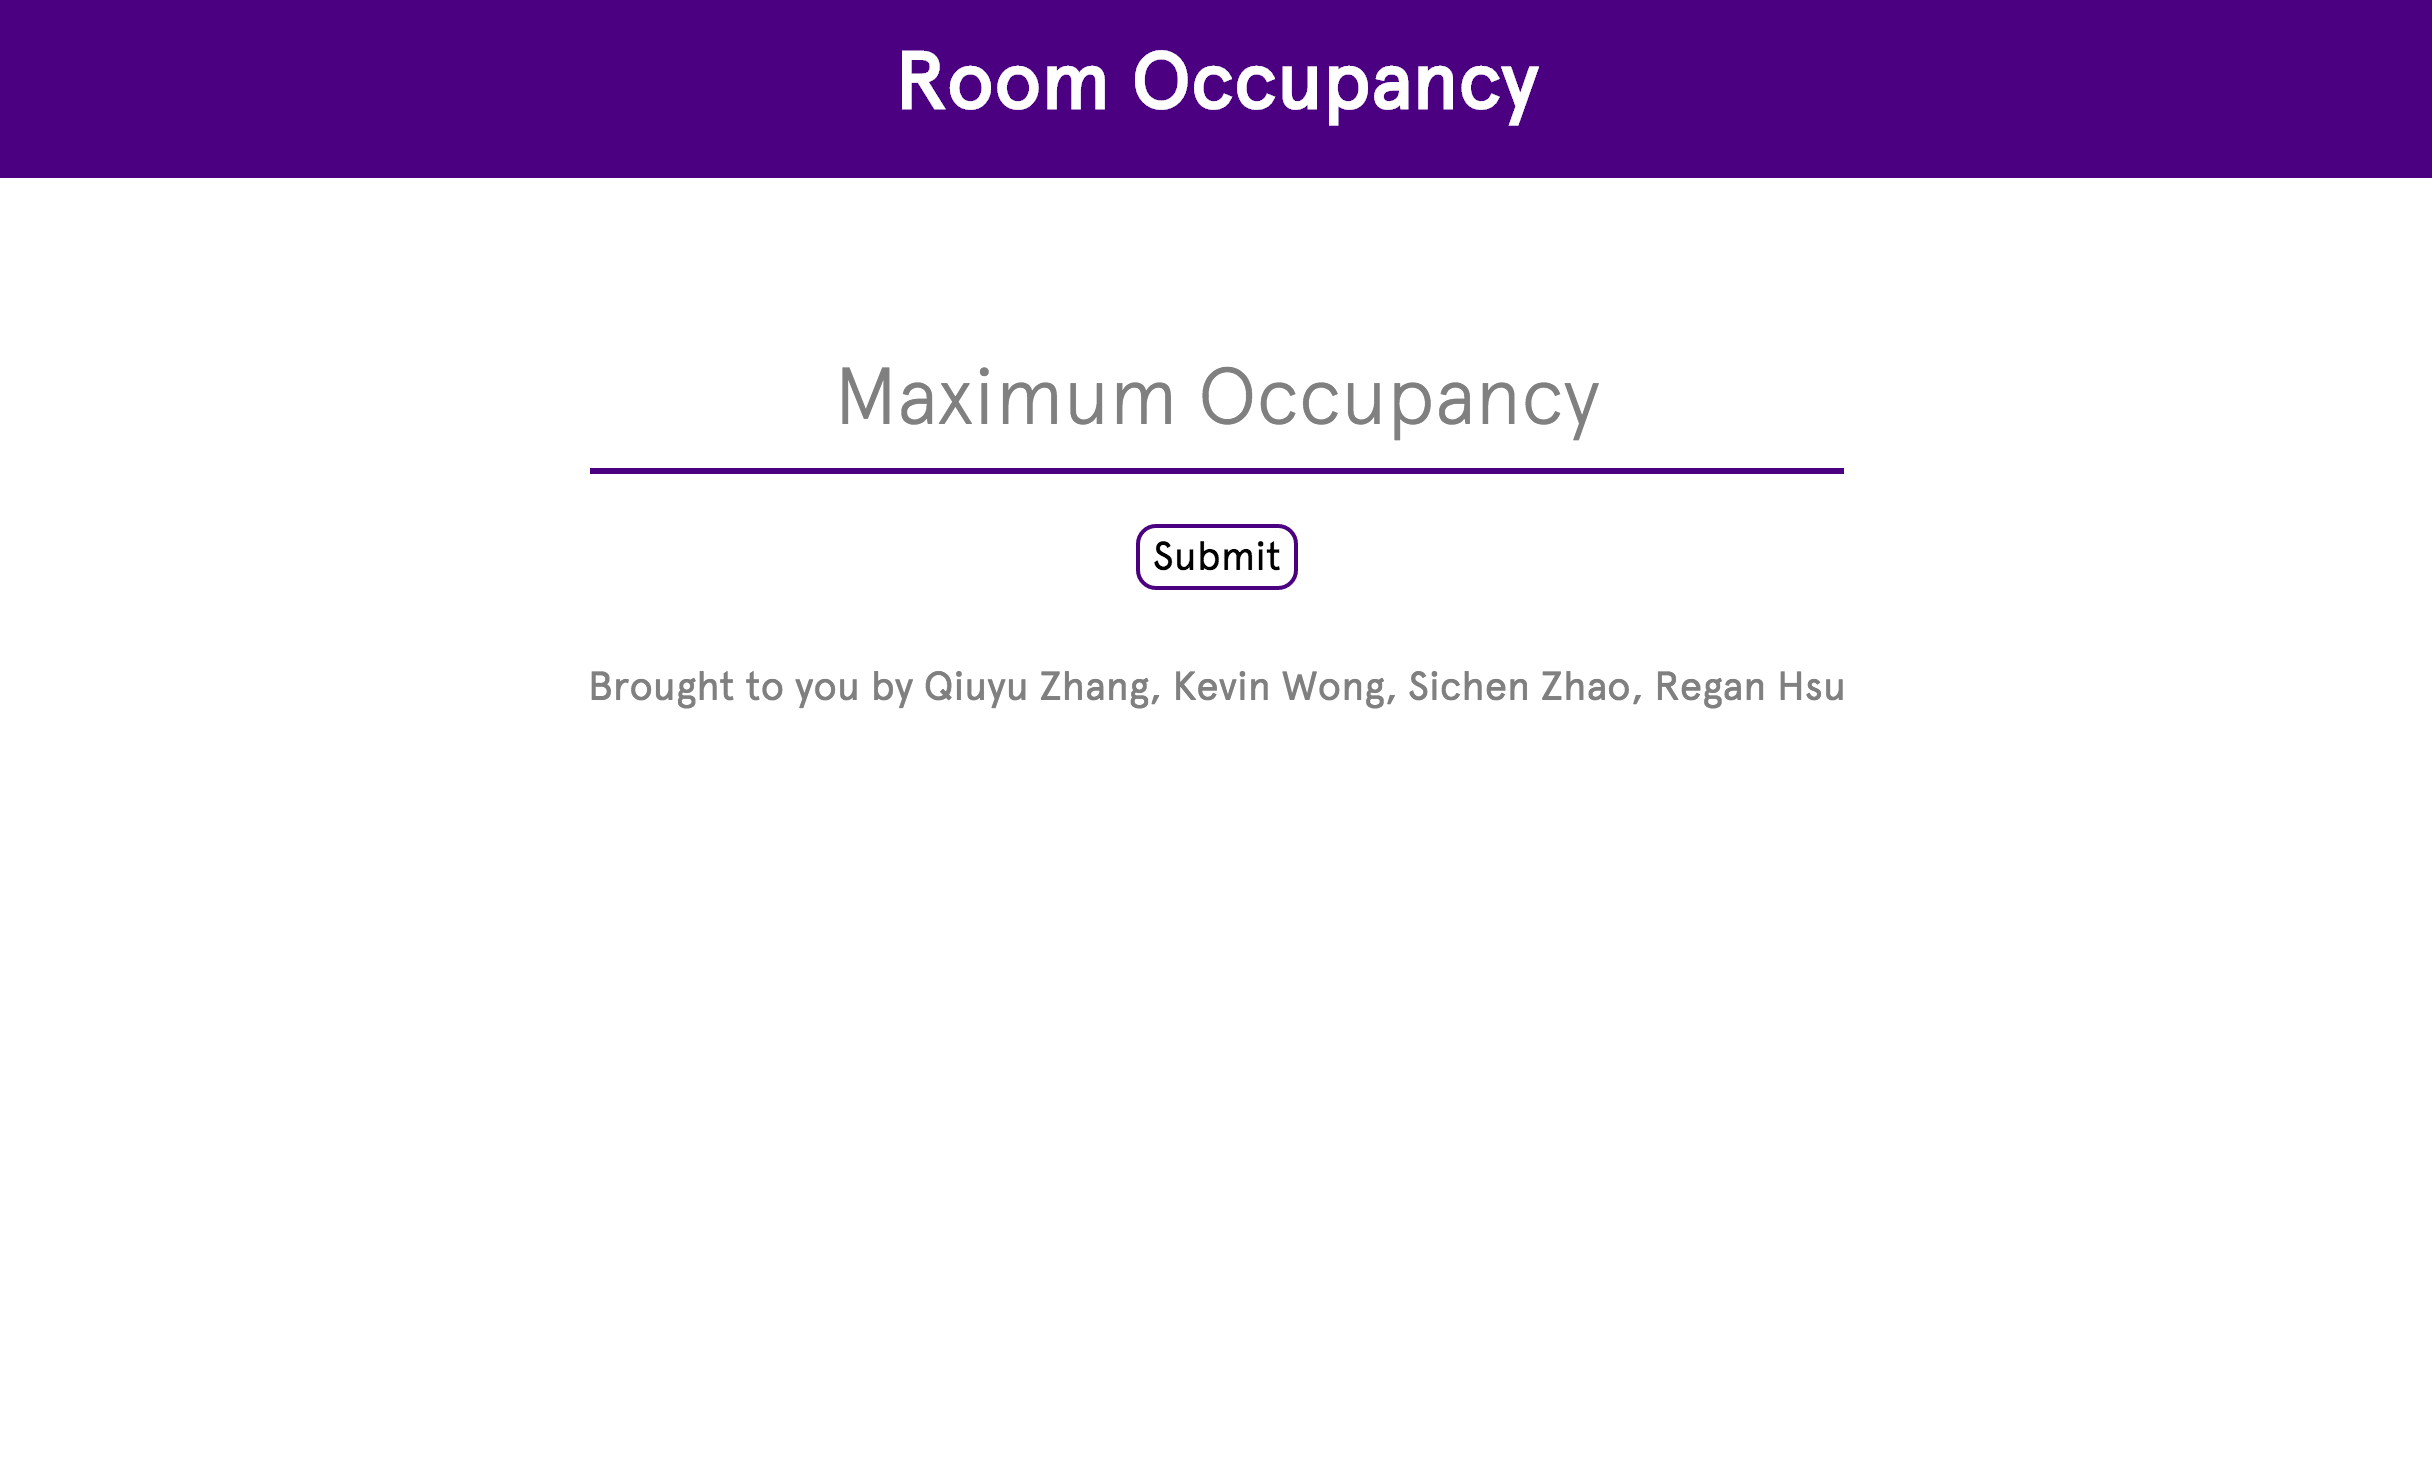 Room Occupancy
Maximum Occupancy
Submit
Brought to you by Qiuyu Zhang, Kevin Wong, Sichen Zhao, Regan Hsu